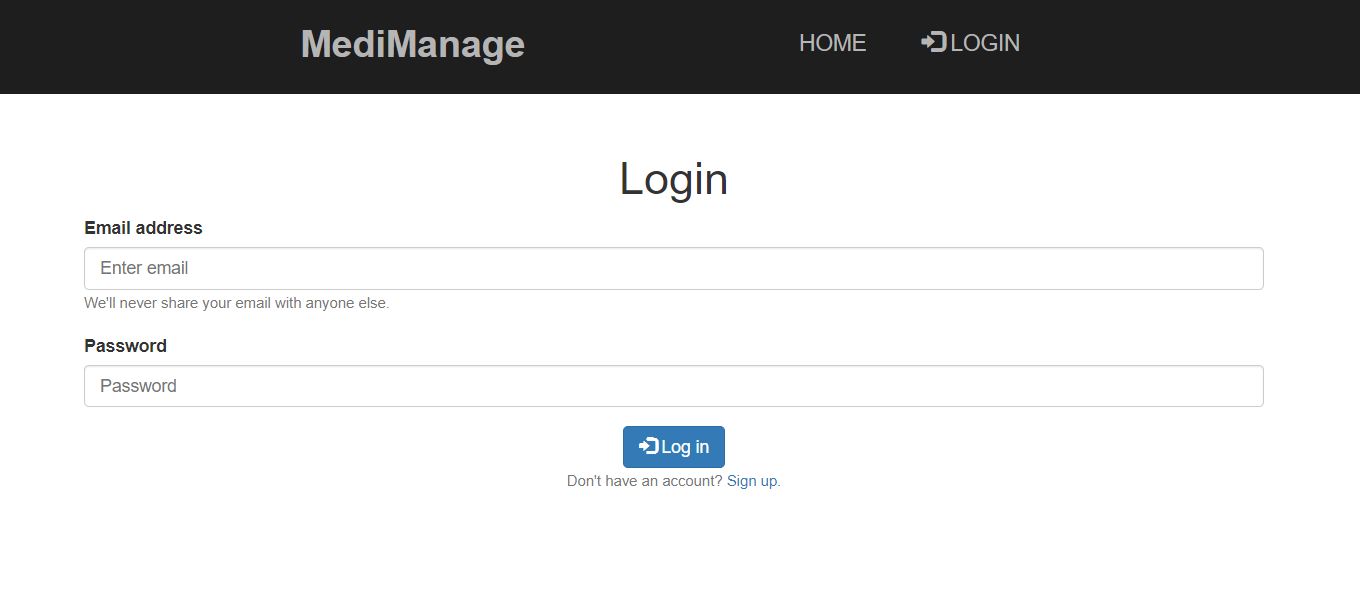 MediManage HOME LOGIN
Login
Email address
Enter email
We'll never share your email with anyone else.
Password
Password
Log in
Don't have an account? Sign up.